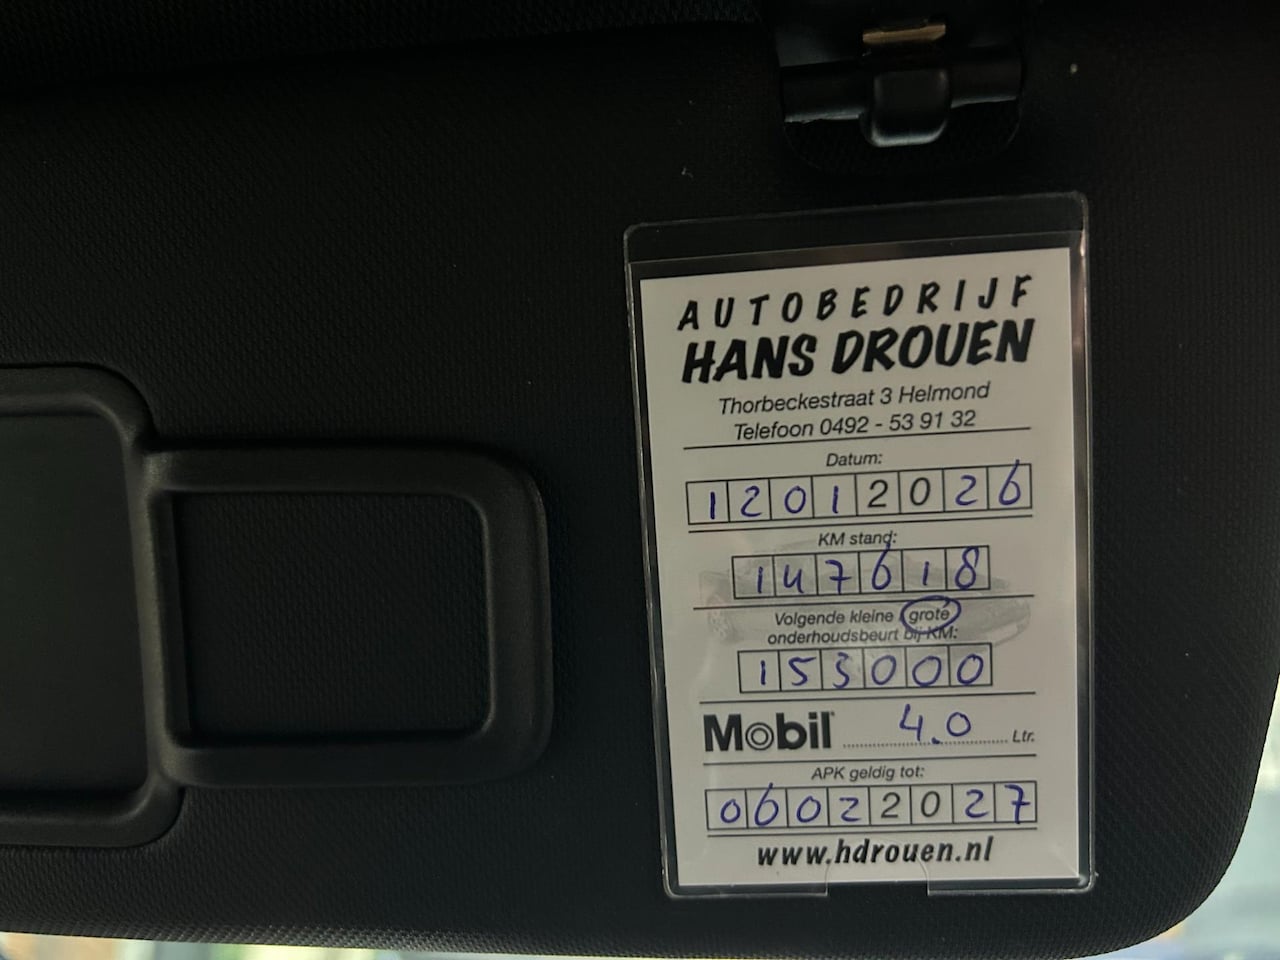 AUTOBEDRIJF
HANS DROUEN
Thorbeckestraat 3 Helmond
Telefoon 0492 - 53 91 32
Datum:
12012026
KM stand:
147618
Volgende kleine / grote
onderhoudsbeurt bij KM:
153000
Mobil 4.0 Ltr.
APK geldig tot:
06022027
www.hdrouen.nl